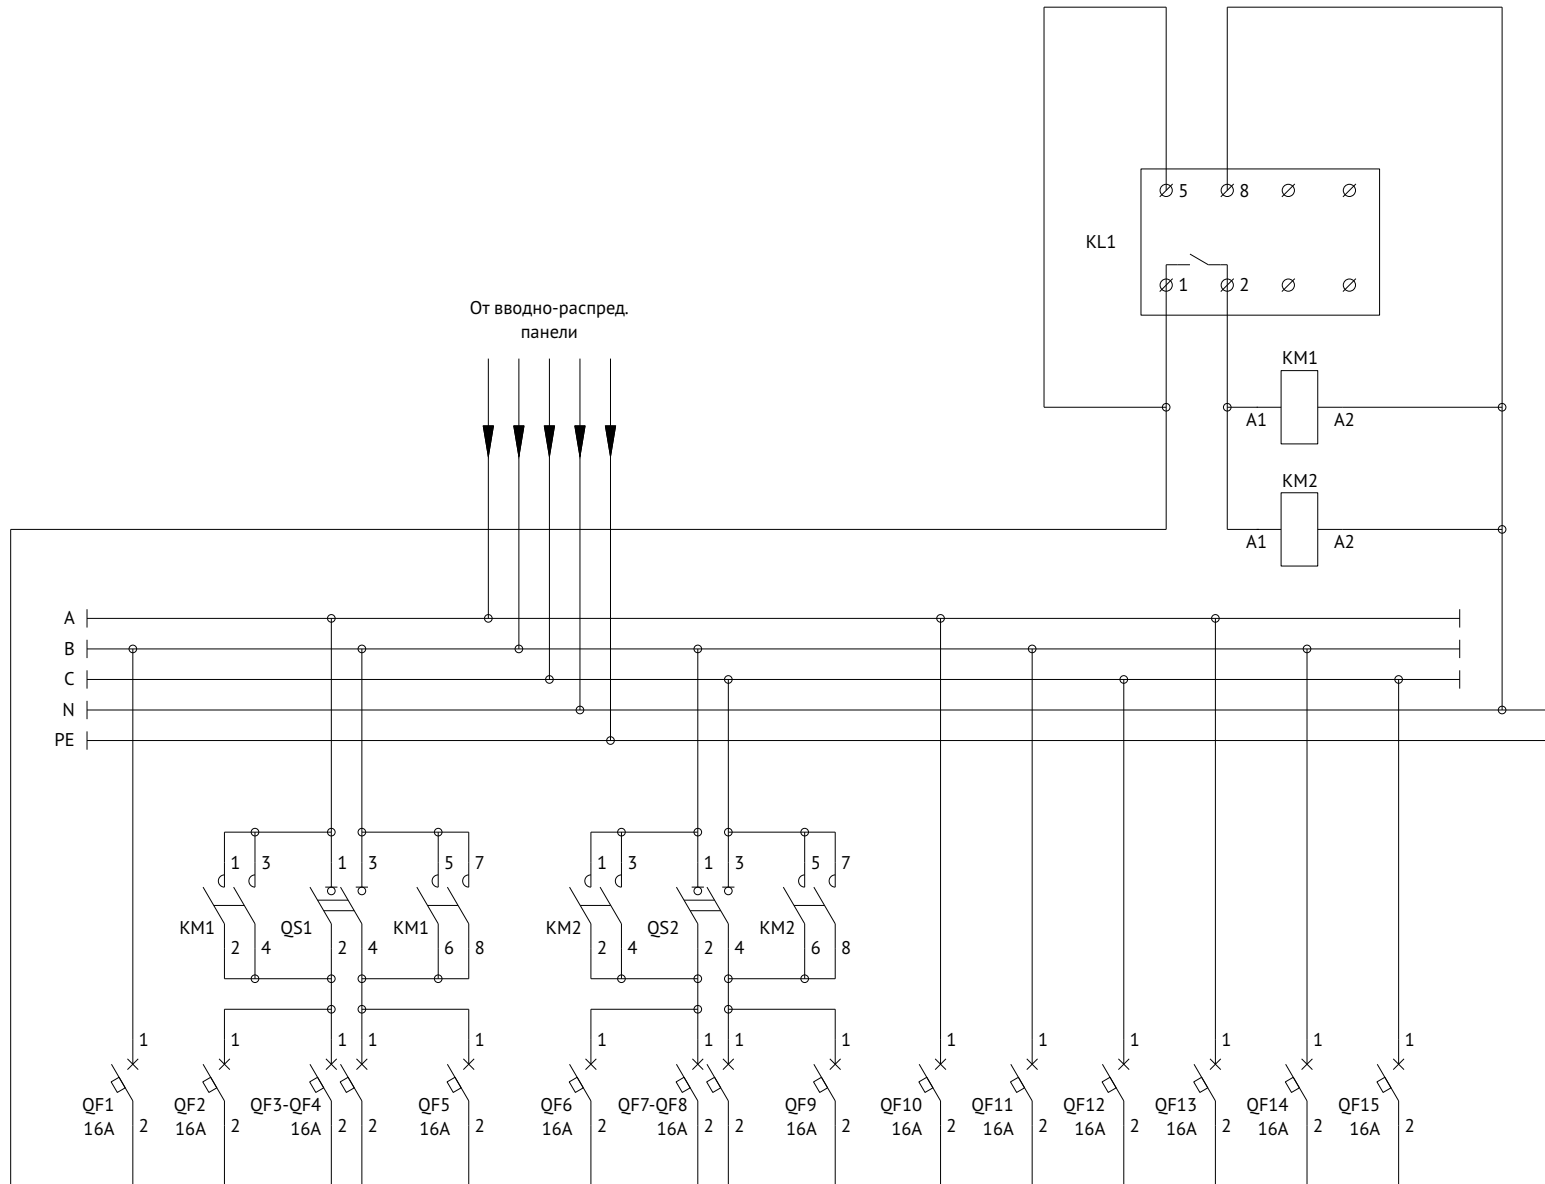 5 8
KL1
1 2
От вводно-распред.
панели
KM1
A1 A2
KM2
A1 A2
A
B
C
N
PE
1 3 1 3 5 7 1 3 1 3 5 7
KM1 QS1 KM1 KM2 QS2 KM2
2 4 2 4 6 8 2 4 2 4 6 8
1 1 1 1 1 1 1 1 1 1 1 1 1 1 1
QF1 QF2 QF3-QF4 QF5 QF6 QF7-QF8 QF9 QF10 QF11 QF12 QF13 QF14 QF15
16A 2 16A 2 16A 2 2 16A 2 16A 2 16A 2 2 16A 2 16A 2 16A 2 16A 2 16A 2 16A 2 16A 2